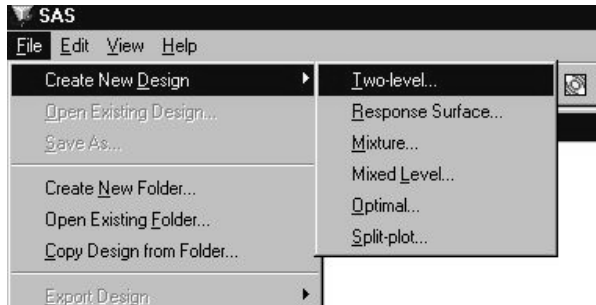 SAS
File Edit View Help
Create New Design
Two-level...
Open Existing Design...
Response Surface...
Save As...
Mixture...
Mixed Level...
Create New Folder...
Optimal...
Open Existing Folder...
Split-plot...
Copy Design from Folder...
Export Design